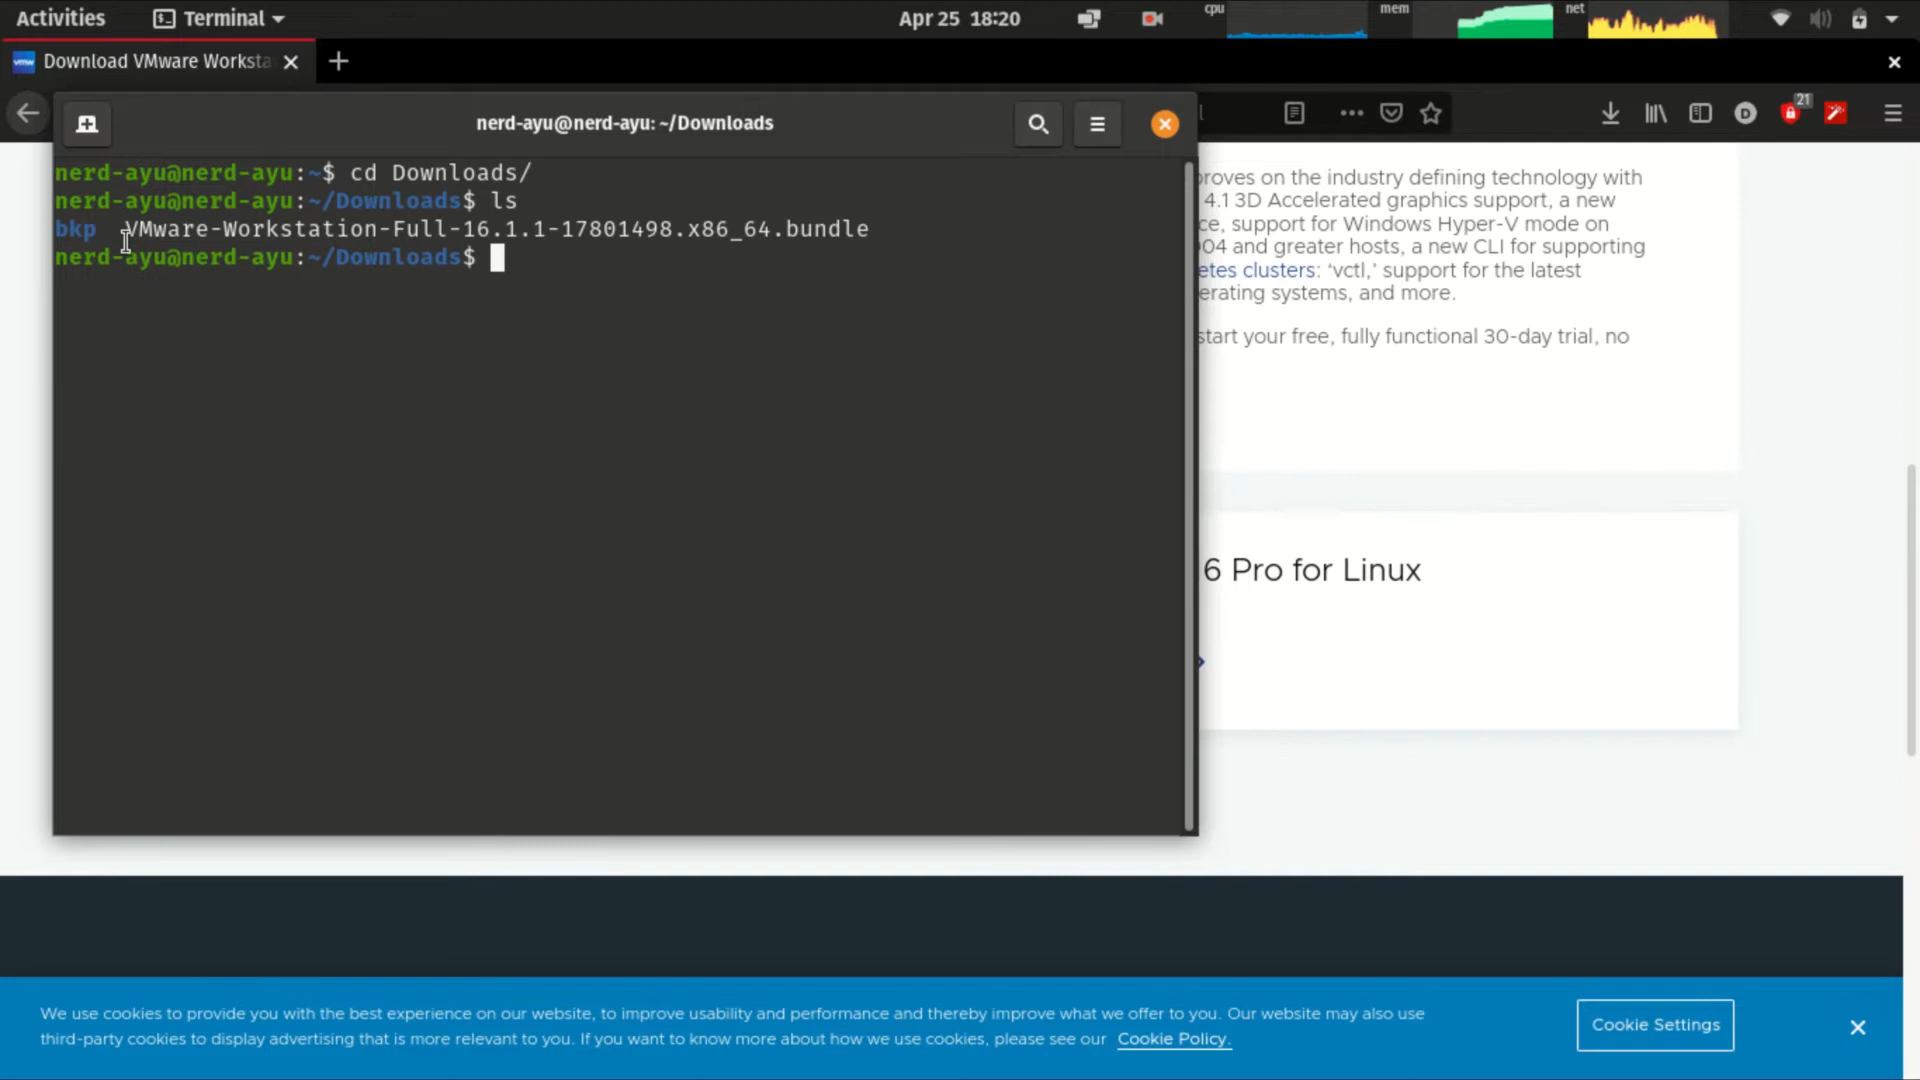 Activities
Terminal
Apr 25 18:20
cpu
mem
net
Download VMware Worksta
21
nerd-ayu@nerd-ayu: ~/Downloads
nerd-ayu@nerd-ayu:~$ cd Downloads/
nerd-ayu@nerd-ayu:~/Downloads$ ls
bkp VMware-Workstation-Full-16.1.1-17801498.x86_64.bundle
nerd-ayu@nerd-ayu:~/Downloads$
roves on the industry defining technology with
4.1 3D Accelerated graphics support, a new
ce, support for Windows Hyper-V mode on
04 and greater hosts, a new CLI for supporting
etes clusters: ‘vctl,’ support for the latest
erating systems, and more.
start your free, fully functional 30-day trial, no
6 Pro for Linux
We use cookies to provide you with the best experience on our website, to improve usability and performance and thereby improve what we offer to you. Our website may also use
third-party cookies to display advertising that is more relevant to you. If you want to know more about how we use cookies, please see our Cookie Policy.
Cookie Settings